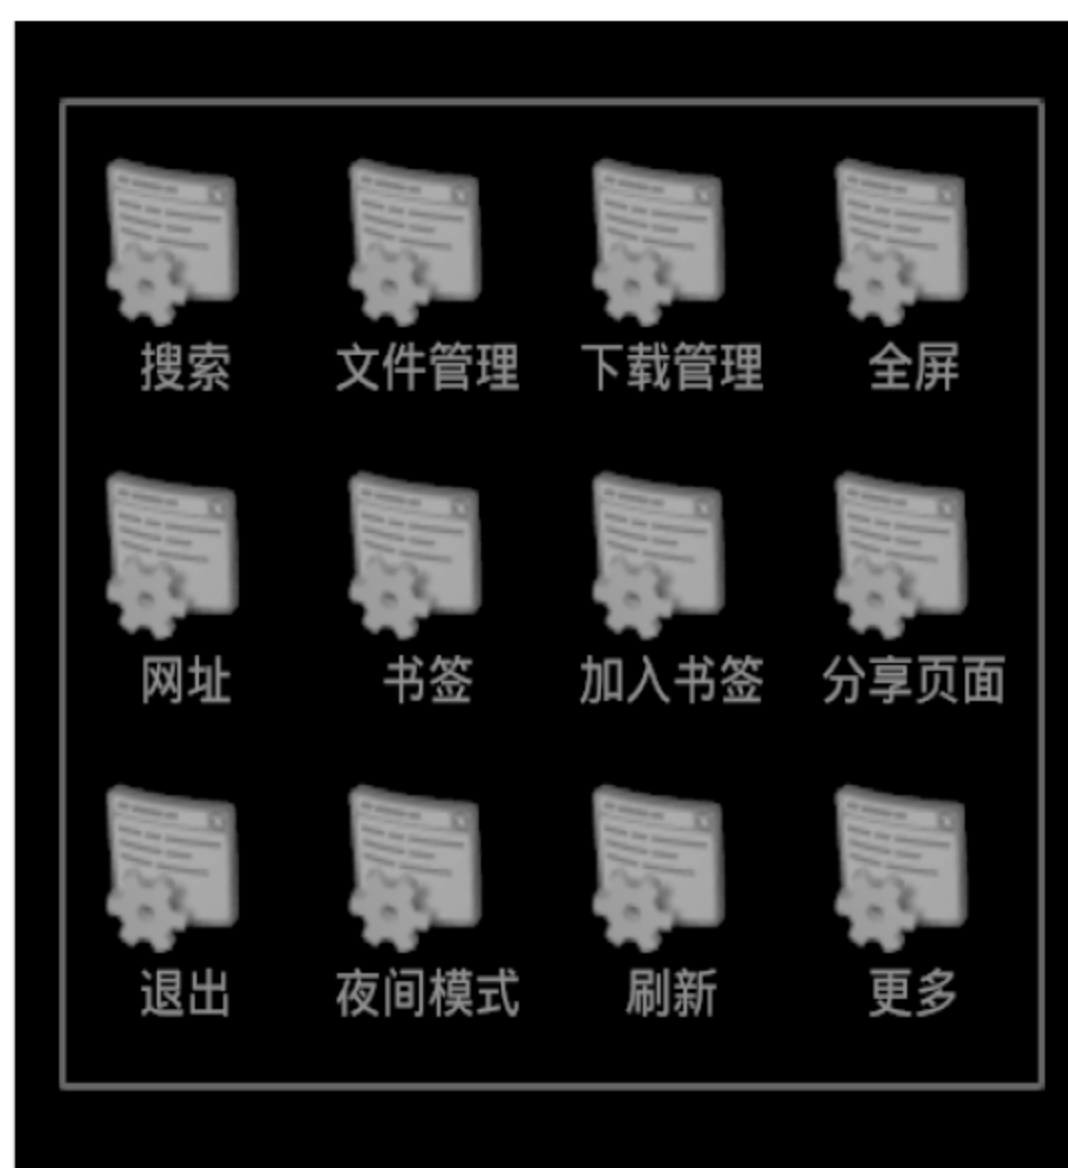 搜索 文件管理 下载管理 全屏
网址 书签 加入书签 分享页面
退出 夜间模式 刷新 更多